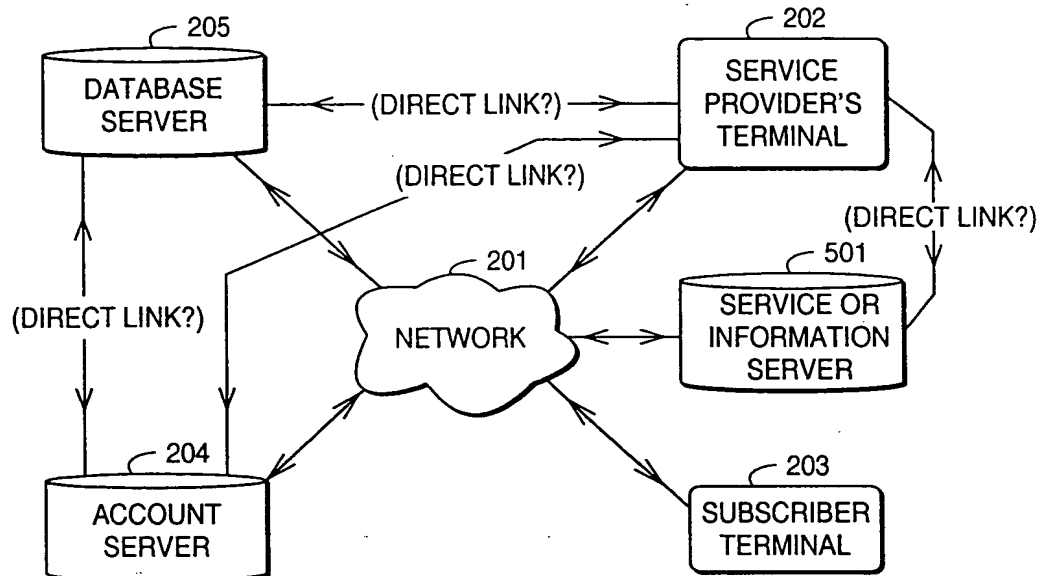 205
DATABASE
SERVER
(DIRECT LINK?)
202
SERVICE
PROVIDER'S
TERMINAL
(DIRECT LINK?)
(DIRECT LINK?)
201
NETWORK
501
SERVICE OR
INFORMATION
SERVER
(DIRECT LINK?)
204
ACCOUNT
SERVER
203
SUBSCRIBER
TERMINAL